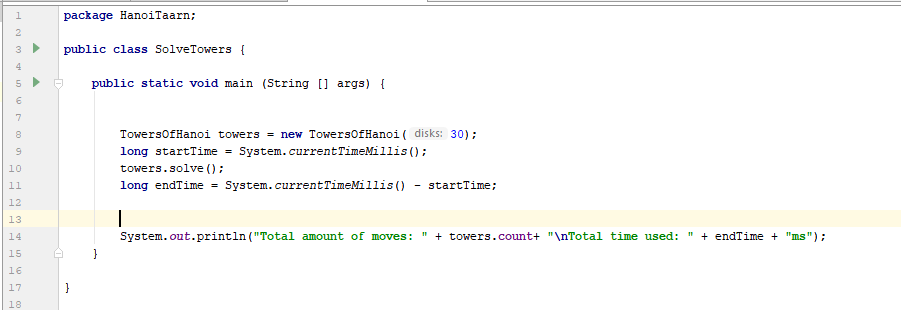 1 package HanoiTaarn;
2
3 public class SolveTowers {
4
5 public static void main (String [] args) {
6
7
8 TowersOfHanoi towers = new TowersOfHanoi( disks: 30);
9 long startTime = System.currentTimeMillis();
10 towers.solve();
11 long endTime = System.currentTimeMillis() - startTime;
12
13
14 System.out.println("Total amount of moves: " + towers.count+ "\nTotal time used: " + endTime + "ms");
15 }
16
17 }
18